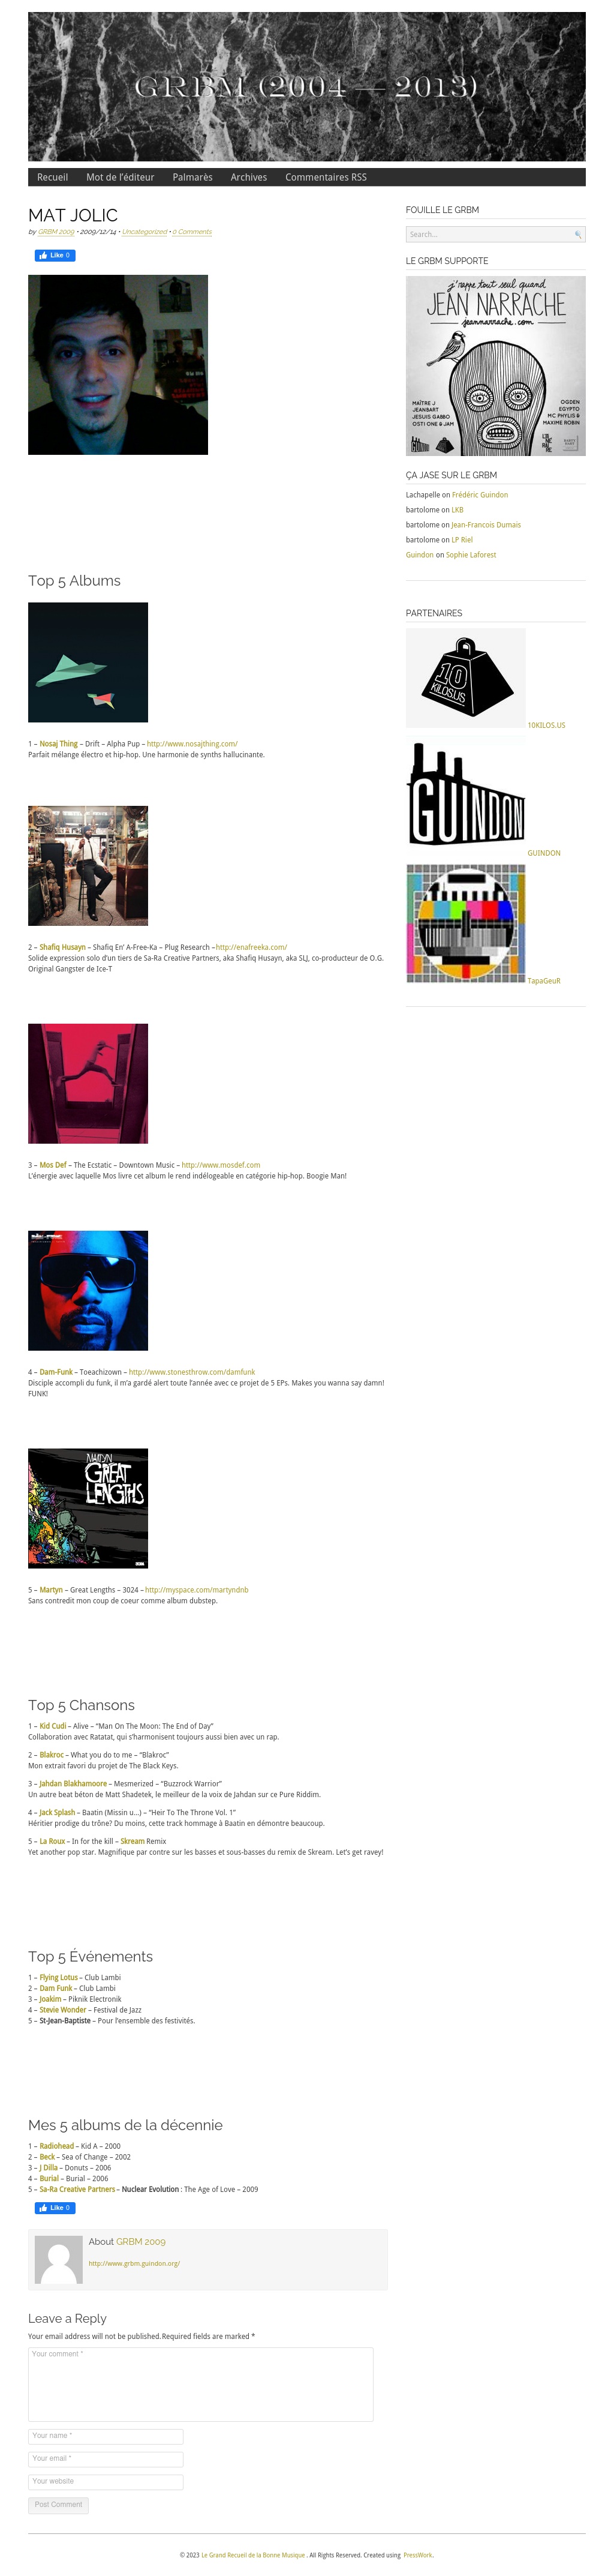 GRBM (2004 — 2013)
Recueil
Mot de l'éditeur
Palmarès
Archives
Commentaires RSS
MAT JOLIC
by GRBM 2009 • 2009/12/14 • Uncategorized • 0 Comments
Like 0
Top 5 Albums
1 – Nosaj Thing – Drift – Alpha Pup – http://www.nosajthing.com/
Parfait mélange électro et hip-hop. Une harmonie de synths hallucinante.
2 – Shafiq Husayn – Shafiq En' A-Free-Ka – Plug Research – http://enafreeka.com/
Solide expression solo d'un tiers de Sa-Ra Creative Partners, aka Shafiq Husayn, aka SLJ, co-producteur de O.G.
Original Gangster de Ice-T
3 – Mos Def – The Ecstatic – Downtown Music – http://www.mosdef.com
L'énergie avec laquelle Mos livre cet album le rend indélogeable en catégorie hip-hop. Boogie Man!
4 – Dam-Funk – Toeachizown – http://www.stonesthrow.com/damfunk
Disciple accompli du funk, il m'a gardé alert toute l'année avec ce projet de 5 EPs. Makes you wanna say damn!
FUNK!
MARTYN
GREAT
LENGTHS
5 – Martyn – Great Lengths – 3024 – http://myspace.com/martyndnb
Sans contredit mon coup de coeur comme album dubstep.
Top 5 Chansons
1 – Kid Cudi – Alive – "Man On The Moon: The End of Day"
Collaboration avec Ratatat, qui s'harmonisent toujours aussi bien avec un rap.
2 – Blakroc – What you do to me – "Blakroc"
Mon extrait favori du projet de The Black Keys.
3 – Jahdan Blakhamoore – Mesmerized – "Buzzrock Warrior"
Un autre beat béton de Matt Shadetek, le meilleur de la voix de Jahdan sur ce Pure Riddim.
4 – Jack Splash – Baatin (Missin u…) – "Heir To The Throne Vol. 1"
Héritier prodige du trône? Du moins, cette track hommage à Baatin en démontre beaucoup.
5 – La Roux – In for the kill – Skream Remix
Yet another pop star. Magnifique par contre sur les basses et sous-basses du remix de Skream. Let's get ravey!
Top 5 Événements
1 – Flying Lotus – Club Lambi
2 – Dam Funk – Club Lambi
3 – Joakim – Piknik Electronik
4 – Stevie Wonder – Festival de Jazz
5 – St-Jean-Baptiste – Pour l'ensemble des festivités.
Mes 5 albums de la décennie
1 – Radiohead – Kid A – 2000
2 – Beck – Sea of Change – 2002
3 – J Dilla – Donuts – 2006
4 – Burial – Burial – 2006
5 – Sa-Ra Creative Partners – Nuclear Evolution : The Age of Love – 2009
Like 0
About GRBM 2009
http://www.grbm.guindon.org/
Leave a Reply
Your email address will not be published. Required fields are marked *
Your comment *
Your name *
Your email *
Your website
Post Comment
FOUILLE LE GRBM
Search...
LE GRBM SUPPORTE
j'rappe tout seul quand
JEAN NARRACHE
jeannarrache.com
MAÎTRE J
JEANBART
JESUIS GABBO
OSTI ONE & JAM
OGDEN
EGYPTO
MC PHYLIS &
MAXIME ROBIN
ÇA JASE SUR LE GRBM
Lachapelle on Frédéric Guindon
bartolome on LKB
bartolome on Jean-Francois Dumais
bartolome on LP Riel
Guindon on Sophie Laforest
PARTENAIRES
10
KILOS.US
10KILOS.US
GUINDON
GUINDON
TapaGeuR
© 2023 Le Grand Recueil de la Bonne Musique . All Rights Reserved. Created using PressWork.